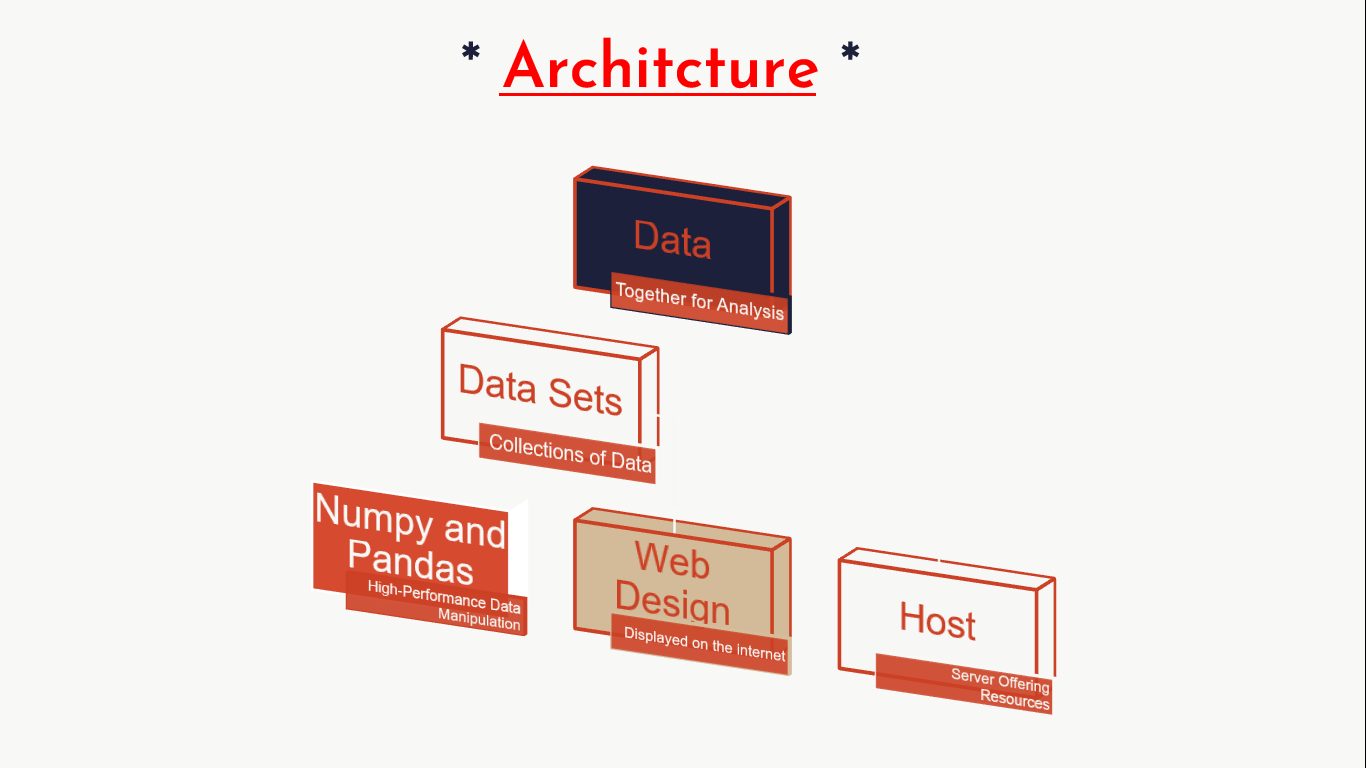 * Architcture *
Data
Together for Analysis
Data Sets
Collections of Data
Numpy and
Pandas
High-Performance Data
Manipulation
Web
Design
Displayed on the internet
Host
Server Offering
Resources